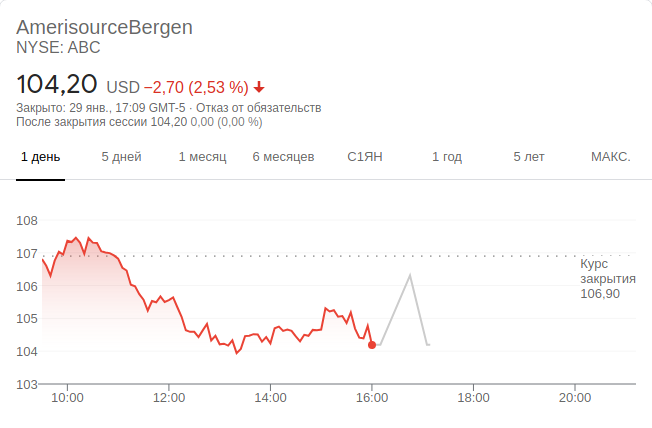 AmerisourceBergen
NYSE: ABC
104,20 USD −2,70 (2,53 %)
Закрыто: 29 янв., 17:09 GMT-5 · Отказ от обязательств
После закрытия сессии 104,20 0,00 (0,00 %)
1 день 5 дней 1 месяц 6 месяцев С1ЯН 1 год 5 лет МАКС.
108
107
106
105
104
103
Курс
закрытия
106,90
10:00 12:00 14:00 16:00 18:00 20:00